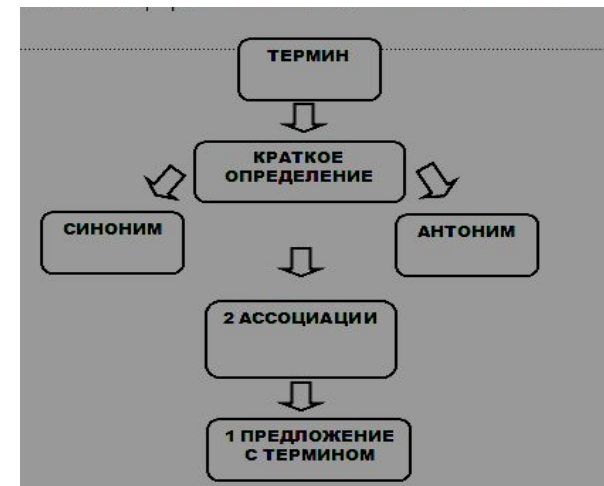 ТЕРМИН
КРАТКОЕ
ОПРЕДЕЛЕНИЕ
СИНОНИМ
АНТОНИМ
2 АССОЦИАЦИИ
1 ПРЕДЛОЖЕНИЕ
С ТЕРМИНОМ